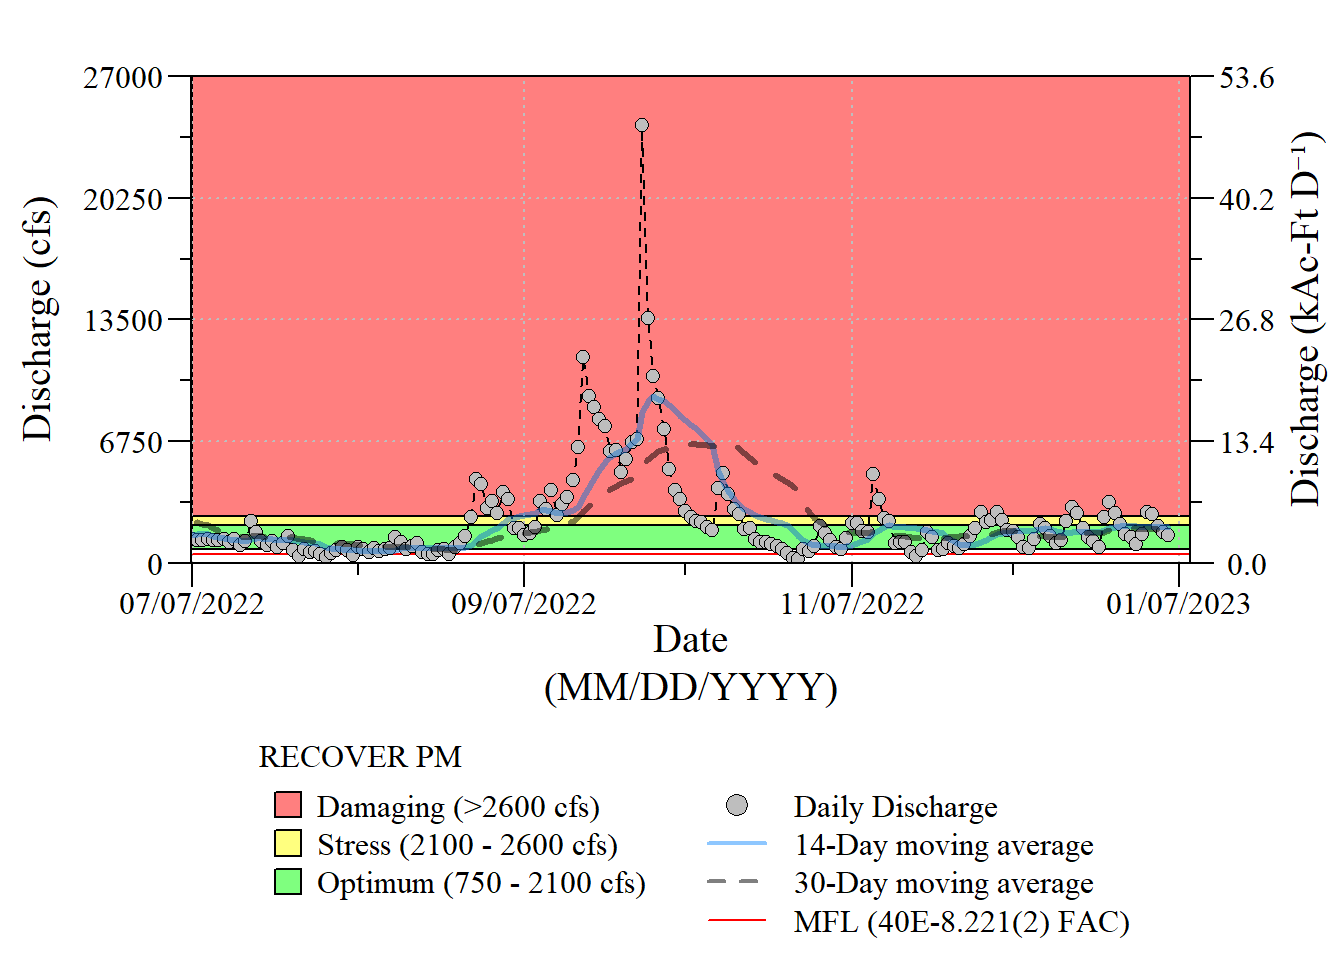 27000
20250
13500
6750
0
53.6
40.2
26.8
13.4
0.0
Discharge (cfs)
Discharge (kAc-Ft D⁻¹)
07/07/2022 09/07/2022 11/07/2022 01/07/2023
Date
(MM/DD/YYYY)
RECOVER PM
Damaging (>2600 cfs)
Stress (2100 - 2600 cfs)
Optimum (750 - 2100 cfs)
Daily Discharge
14-Day moving average
30-Day moving average
MFL (40E-8.221(2) FAC)